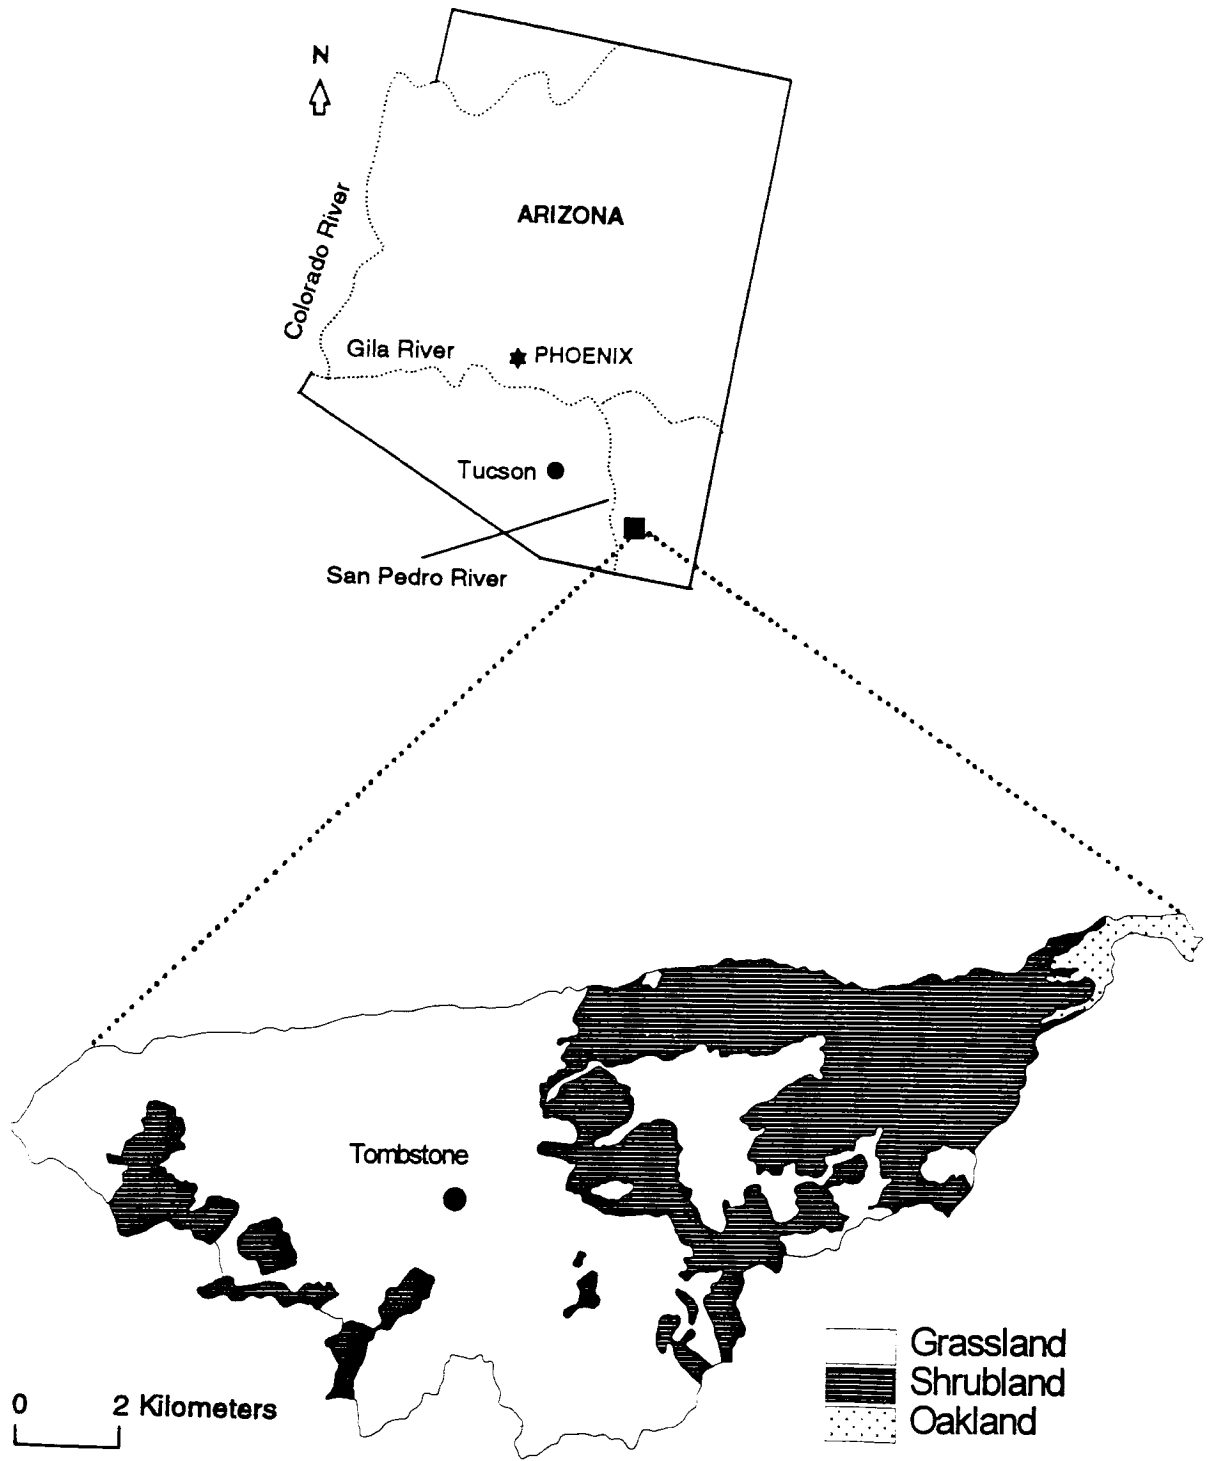 N
ARIZONA
Colorado River
Gila River
PHOENIX
Tucson
San Pedro River
Tombstone
Grassland
Shrubland
Oakland
0 2 Kilometers